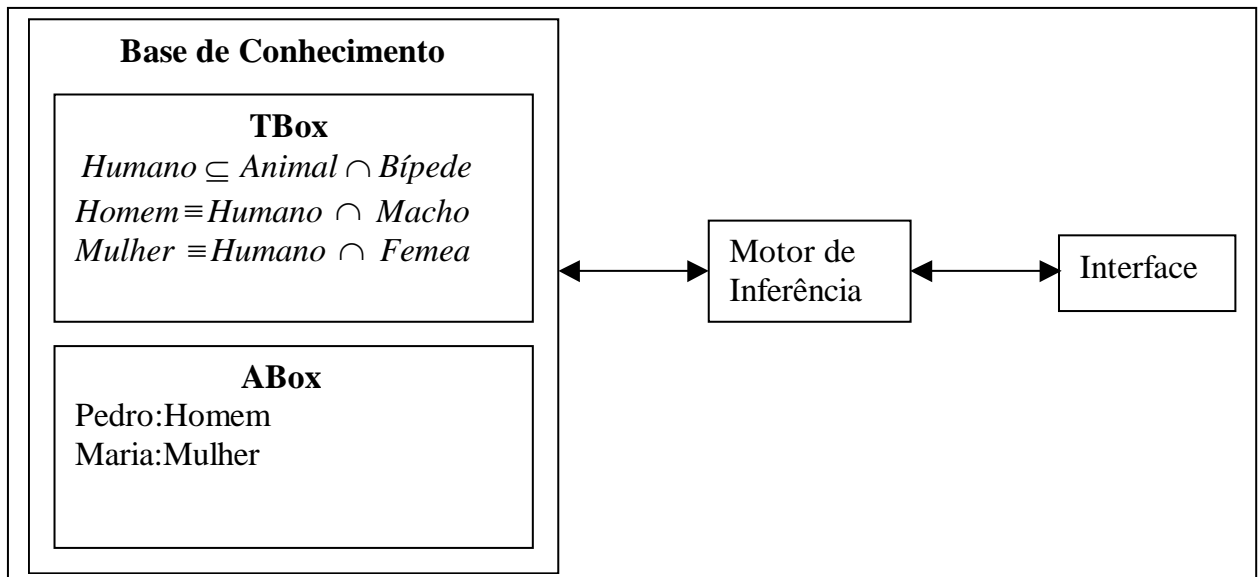 Base de Conhecimento
TBox
Humano ⊆ Animal ∩ Bípede
Homem ≡ Humano ∩ Macho
Mulher ≡ Humano ∩ Femea
ABox
Pedro:Homem
Maria:Mulher
Motor de
Inferência
Interface